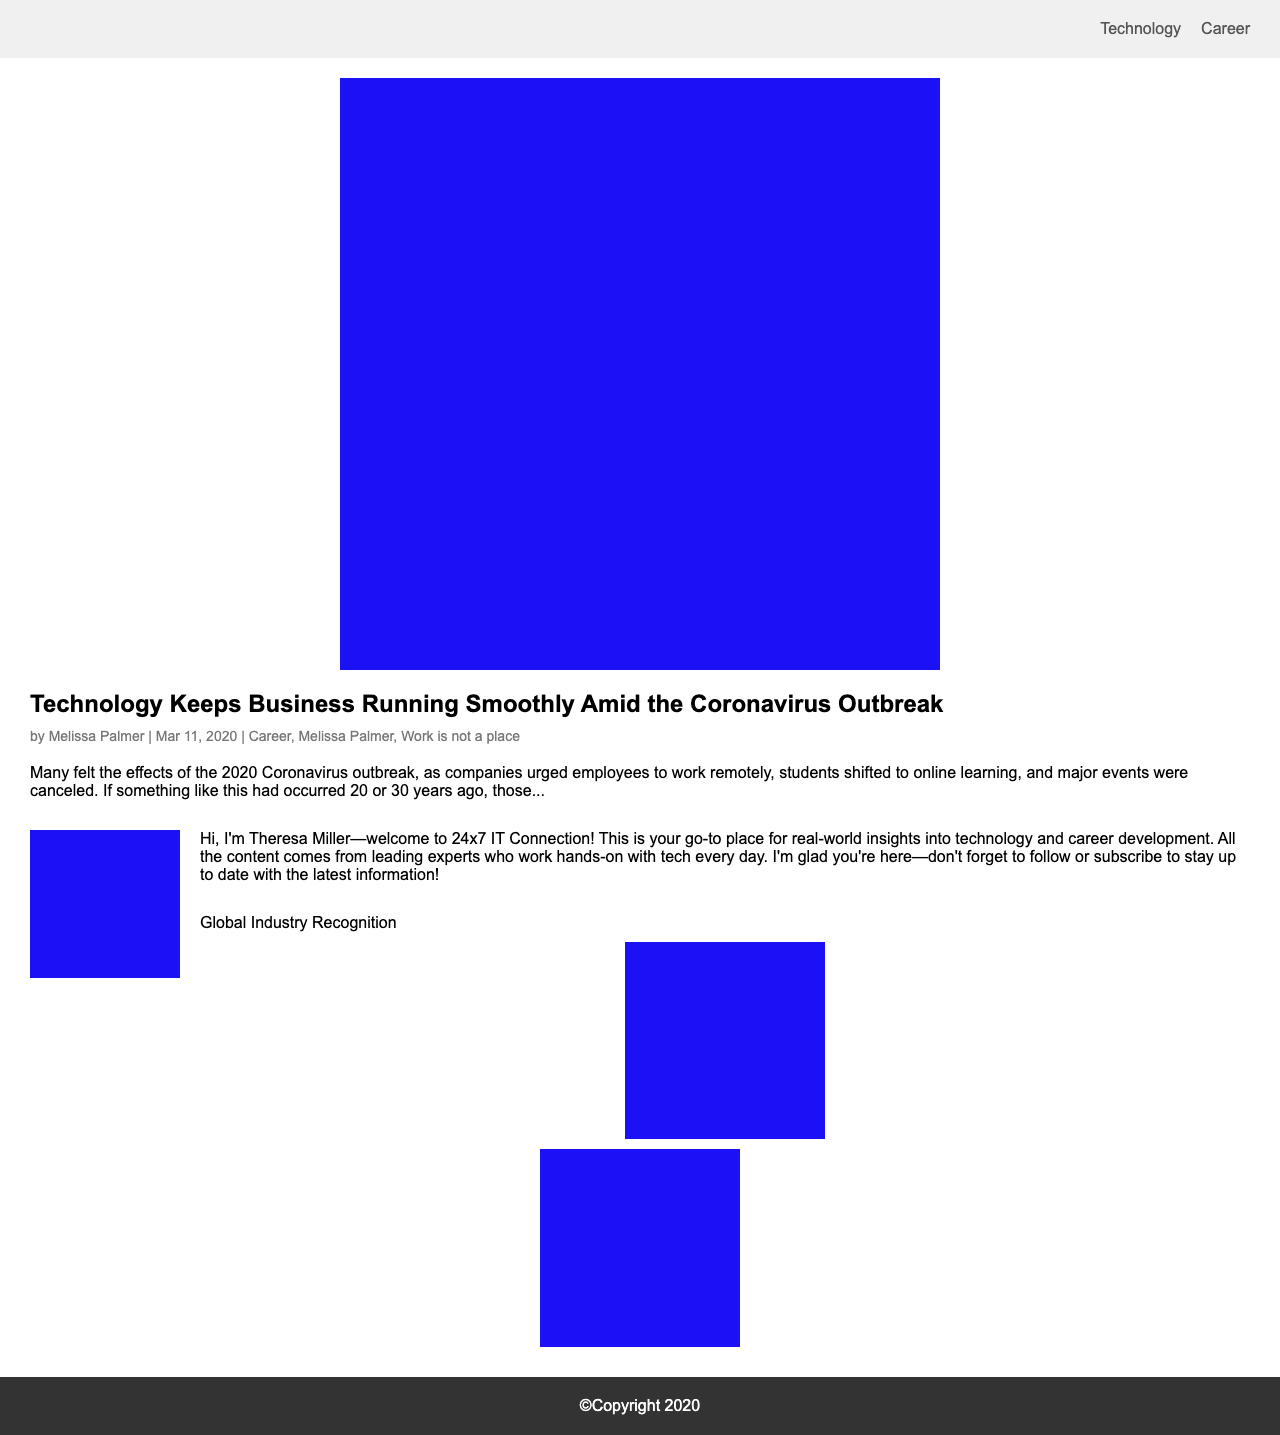 Technology Career
Technology Keeps Business Running Smoothly Amid the Coronavirus Outbreak
by Melissa Palmer | Mar 11, 2020 | Career, Melissa Palmer, Work is not a place
Many felt the effects of the 2020 Coronavirus outbreak, as companies urged employees to work remotely, students shifted to online learning, and major events were
canceled. If something like this had occurred 20 or 30 years ago, those...
Hi, I'm Theresa Miller—welcome to 24x7 IT Connection! This is your go-to place for real-world insights into technology and career development. All
the content comes from leading experts who work hands-on with tech every day. I'm glad you're here—don't forget to follow or subscribe to stay up
to date with the latest information!
Global Industry Recognition
©Copyright 2020